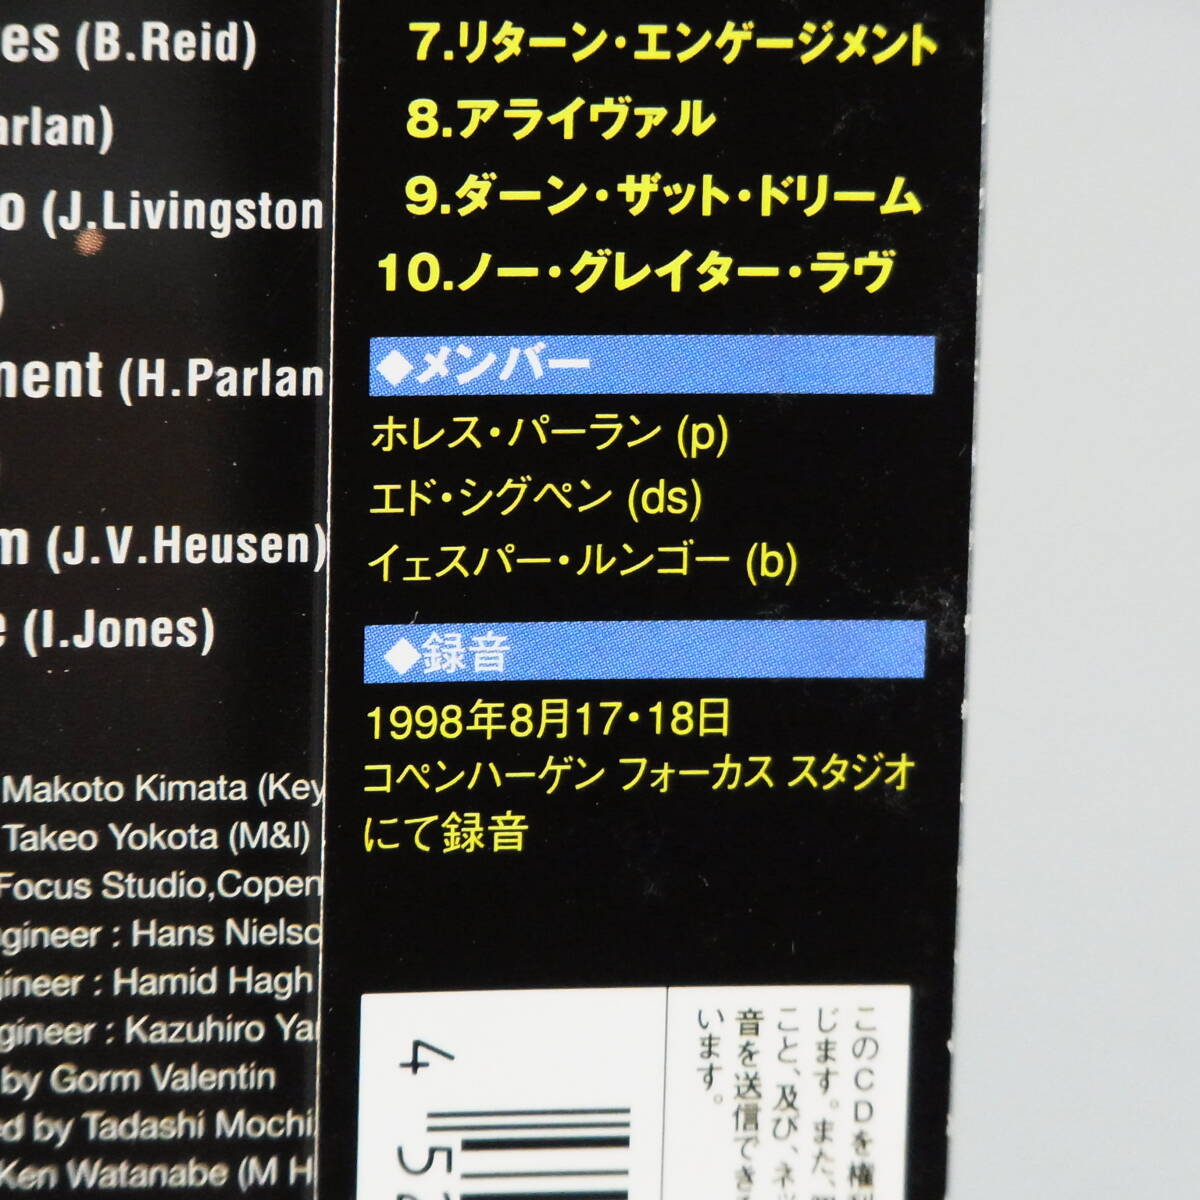 (B.Reid)
(J.Livingston
(H.Parlan
(J.V.Heusen)
(I.Jones)
Makoto Kimata (Key
Takeo Yokota (M&I)
Focus Studio,Copen
: Hans Nielso
: Hamid Hagh
: Kazuhiro Ya
by Gorm Valentin
by Tadashi Mochi
Ken Watanabe (M H
7.リターン・エンゲージメント
8.アライヴァル
9.ダーン・ザット・ドリーム
10.ノー・グレイター・ラヴ
◆メンバー
ホレス・パーラン (p)
エド・シグペン (ds)
イェスパー・ルンゴー (b)
◆録音
1998年8月17・18日
コペンハーゲン フォーカス スタジオ
にて録音
4
52
このCDを権利
じます。また、
こと、及び、ネッ
音を送信でき
います。